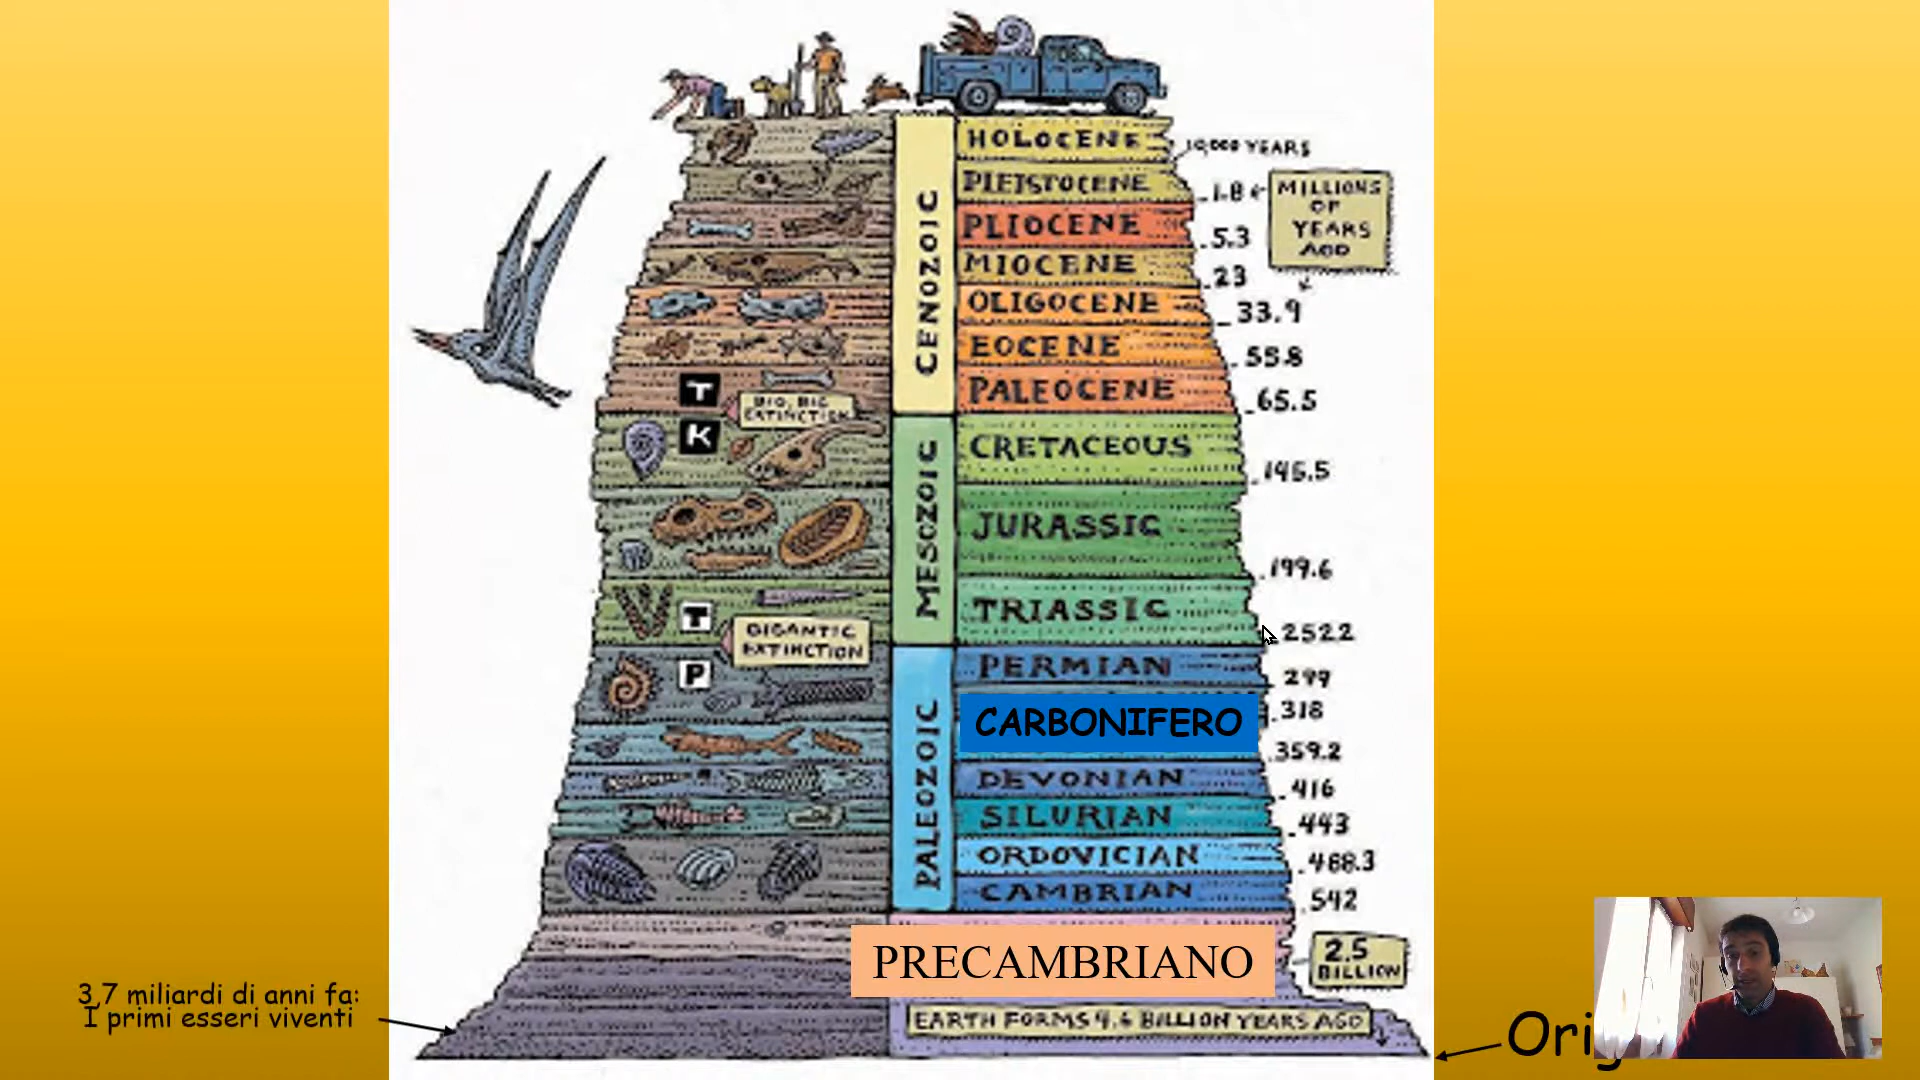 HOLOCENE
10,000 YEARS
PLEISTOCENE
1.8
MILLIONS
OF
YEARS
AGO
PLIOCENE
5.3
MIOCENE
23
OLIGOCENE
33.9
EOCENE
55.8
PALEOCENE
65.5
CENOZOIC
T
BIG, BIG
EXTINCTION
K
CRETACEOUS
145.5
JURASSIC
199.6
MESOZOIC
TRIASSIC
2522
T
GIGANTIC
EXTINCTION
P
PERMIAN
299
CARBONIFERO
318
359.2
PALEOZOIC
DEVONIAN
416
SILURIAN
443
ORDOVICIAN
488.3
CAMBRIAN
542
PRECAMBRIANO
2.5
BILLION
EARTH FORMS 4.6 BILLION YEARS AGO
3,7 miliardi di anni fa:
I primi esseri viventi